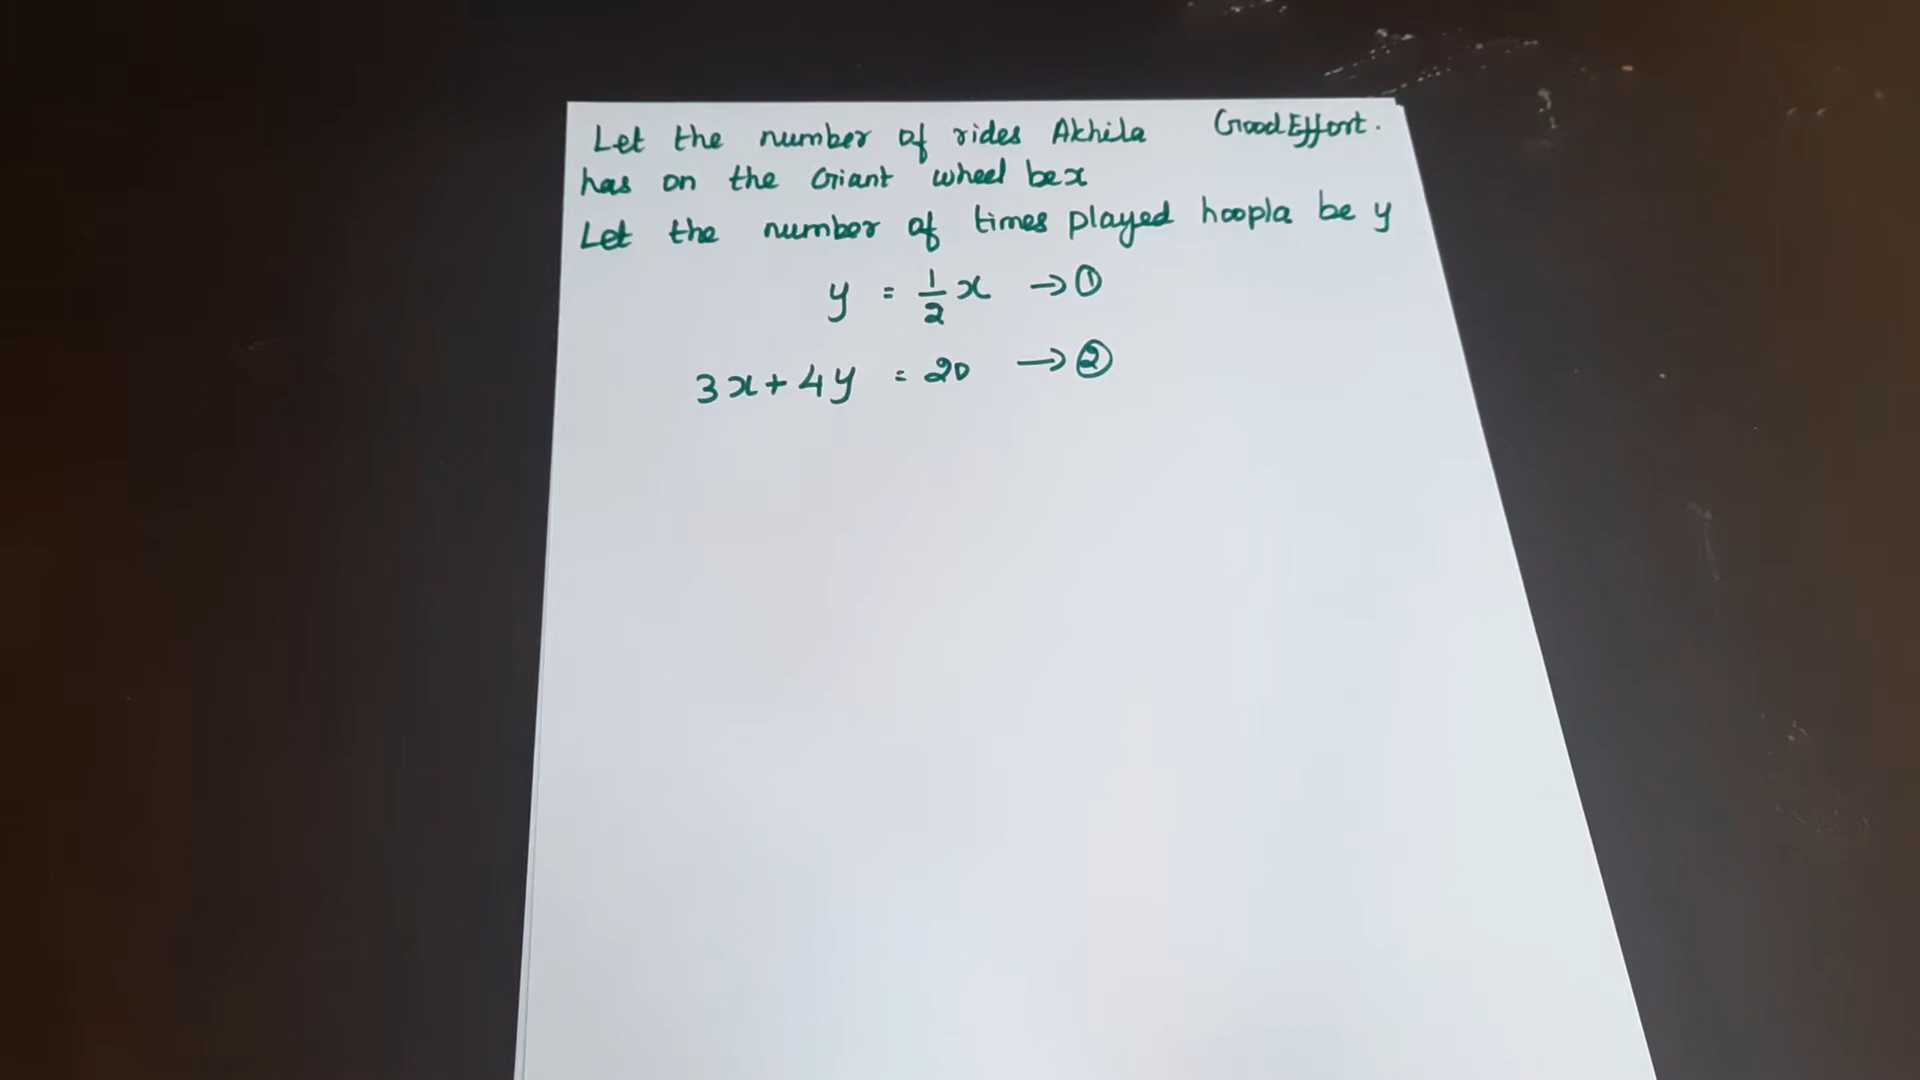 Let the number of rides Akhila
Good Effort.
has on the Giant wheel be x
Let the number of times played hoopla be y
y = 1/2 x → ①
3x + 4y = 20 → ②